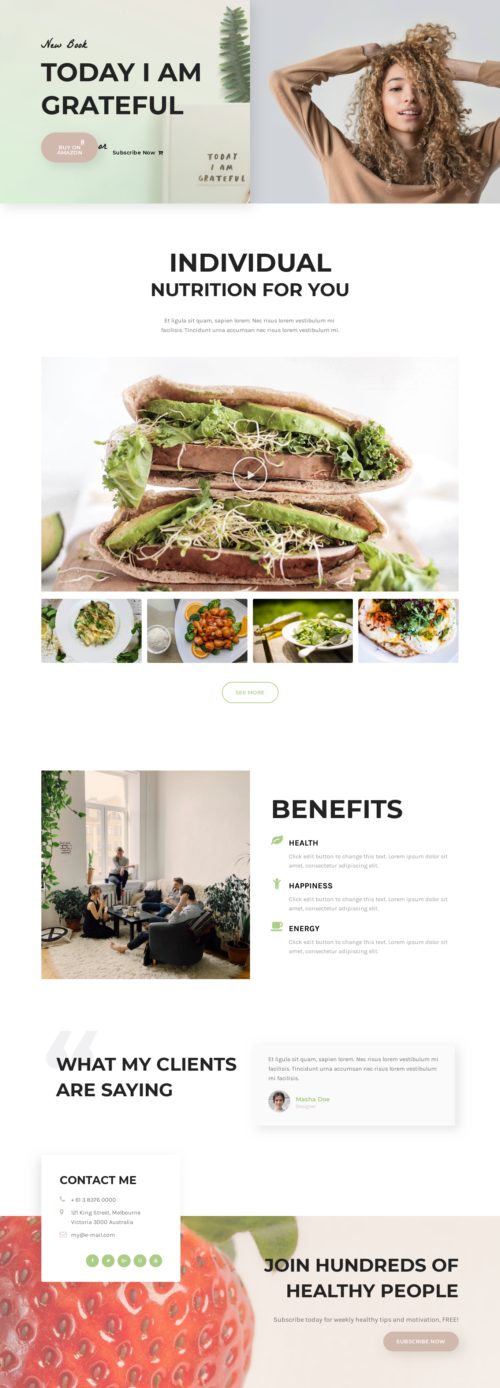 New Book
TODAY I AM
GRATEFUL
BUY ON
AMAZON
or
Subscribe Now
TODAY
I AM
GRATEFUL
INDIVIDUAL
NUTRITION FOR YOU
Et ligula sit quam, sapien lorem. Nec risus lorem vestibulum mi
facilisis. Tincidunt urna accumsan nec risus lorem vestibulum mi.
SEE MORE
BENEFITS
HEALTH
Click edit button to change this text. Lorem ipsum dolor sit
amet, consectetur adipiscing elit.
HAPPINESS
Click edit button to change this text. Lorem ipsum dolor sit
amet, consectetur adipiscing elit.
ENERGY
Click edit button to change this text. Lorem ipsum dolor sit
amet, consectetur adipiscing elit.
“
WHAT MY CLIENTS
ARE SAYING
Et ligula sit quam, sapien lorem. Nec risus lorem vestibulum mi
facilisis. Tincidunt urna accumsan nec risus lorem vestibulum
mi facilisis.
Masha Doe
Designer
CONTACT ME
+ 61 3 8376 0000
121 King Street, Melbourne
Victoria 3000 Australia
my@e-mail.com
JOIN HUNDREDS OF
HEALTHY PEOPLE
Subscribe today for weekly healthy tips and motivation. FREE!
SUBSCRIBE NOW